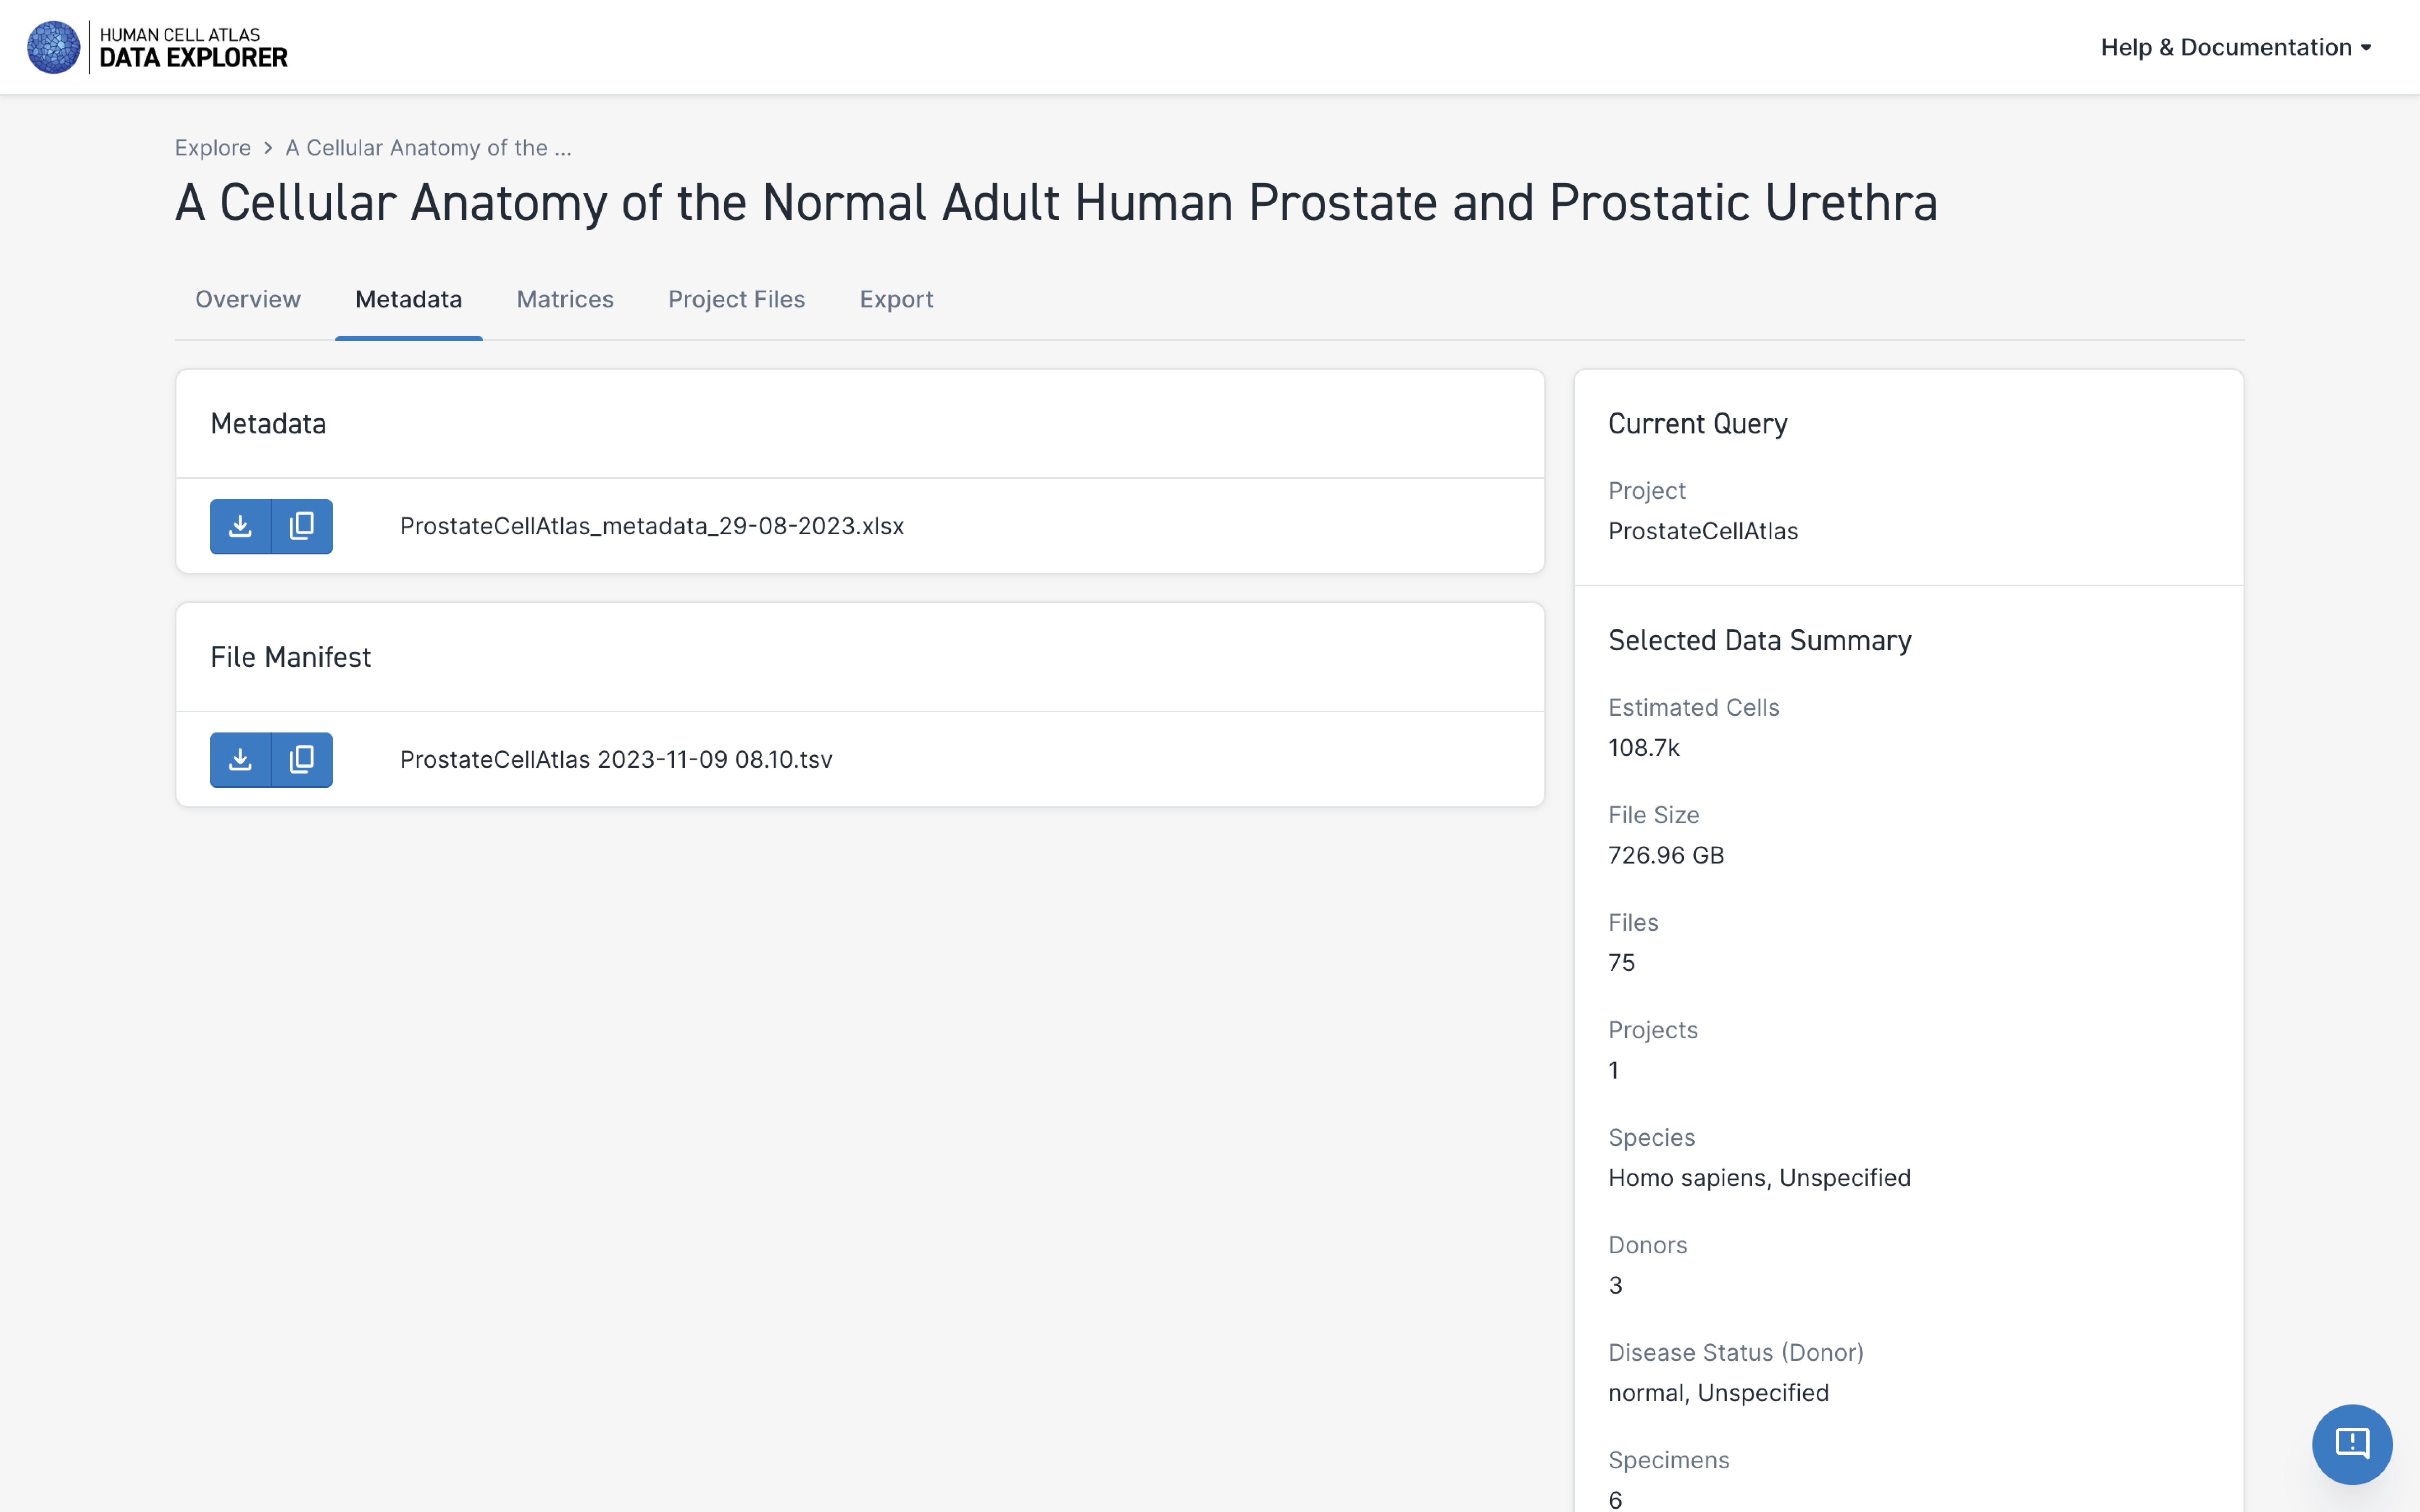 HUMAN CELL ATLAS
DATA EXPLORER
Help & Documentation
Explore > A Cellular Anatomy of the ...
A Cellular Anatomy of the Normal Adult Human Prostate and Prostatic Urethra
Overview Metadata Matrices Project Files Export
Metadata
ProstateCellAtlas_metadata_29-08-2023.xlsx
File Manifest
ProstateCellAtlas 2023-11-09 08.10.tsv
Current Query
Project
ProstateCellAtlas
Selected Data Summary
Estimated Cells
108.7k
File Size
726.96 GB
Files
75
Projects
1
Species
Homo sapiens, Unspecified
Donors
3
Disease Status (Donor)
normal, Unspecified
Specimens
6